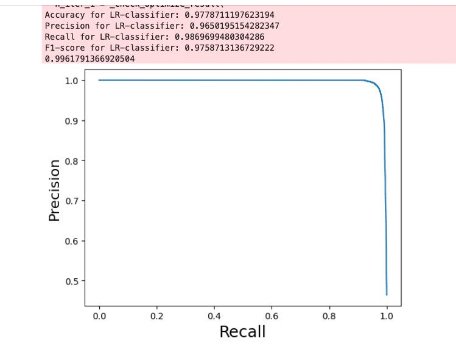 n_iter_i = _check_optimize_result(
Accuracy for LR-classifier: 0.9778711197623194
Precision for LR-classifier: 0.9650195154282347
Recall for LR-classifier: 0.9869699480304286
F1-score for LR-classifier: 0.9758713136729222
0.9961791366920504
1.0
0.9
0.8
0.7
0.6
0.5
Precision
0.0 0.2 0.4 0.6 0.8 1.0
Recall